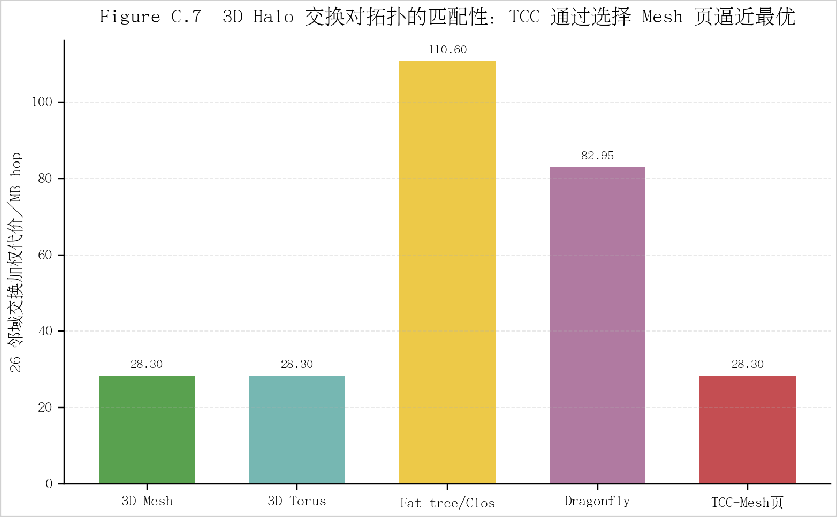 Figure C.7 3D Halo 交换对拓扑的匹配性: TCC 通过选择 Mesh 页逼近最优
26 邻域交换加权代价/MB hop
100
80
60
40
20
0
28.30
28.30
110.60
82.95
28.30
3D Mesh
3D Torus
Fat tree/Clos
Dragonfly
TCC-Mesh页